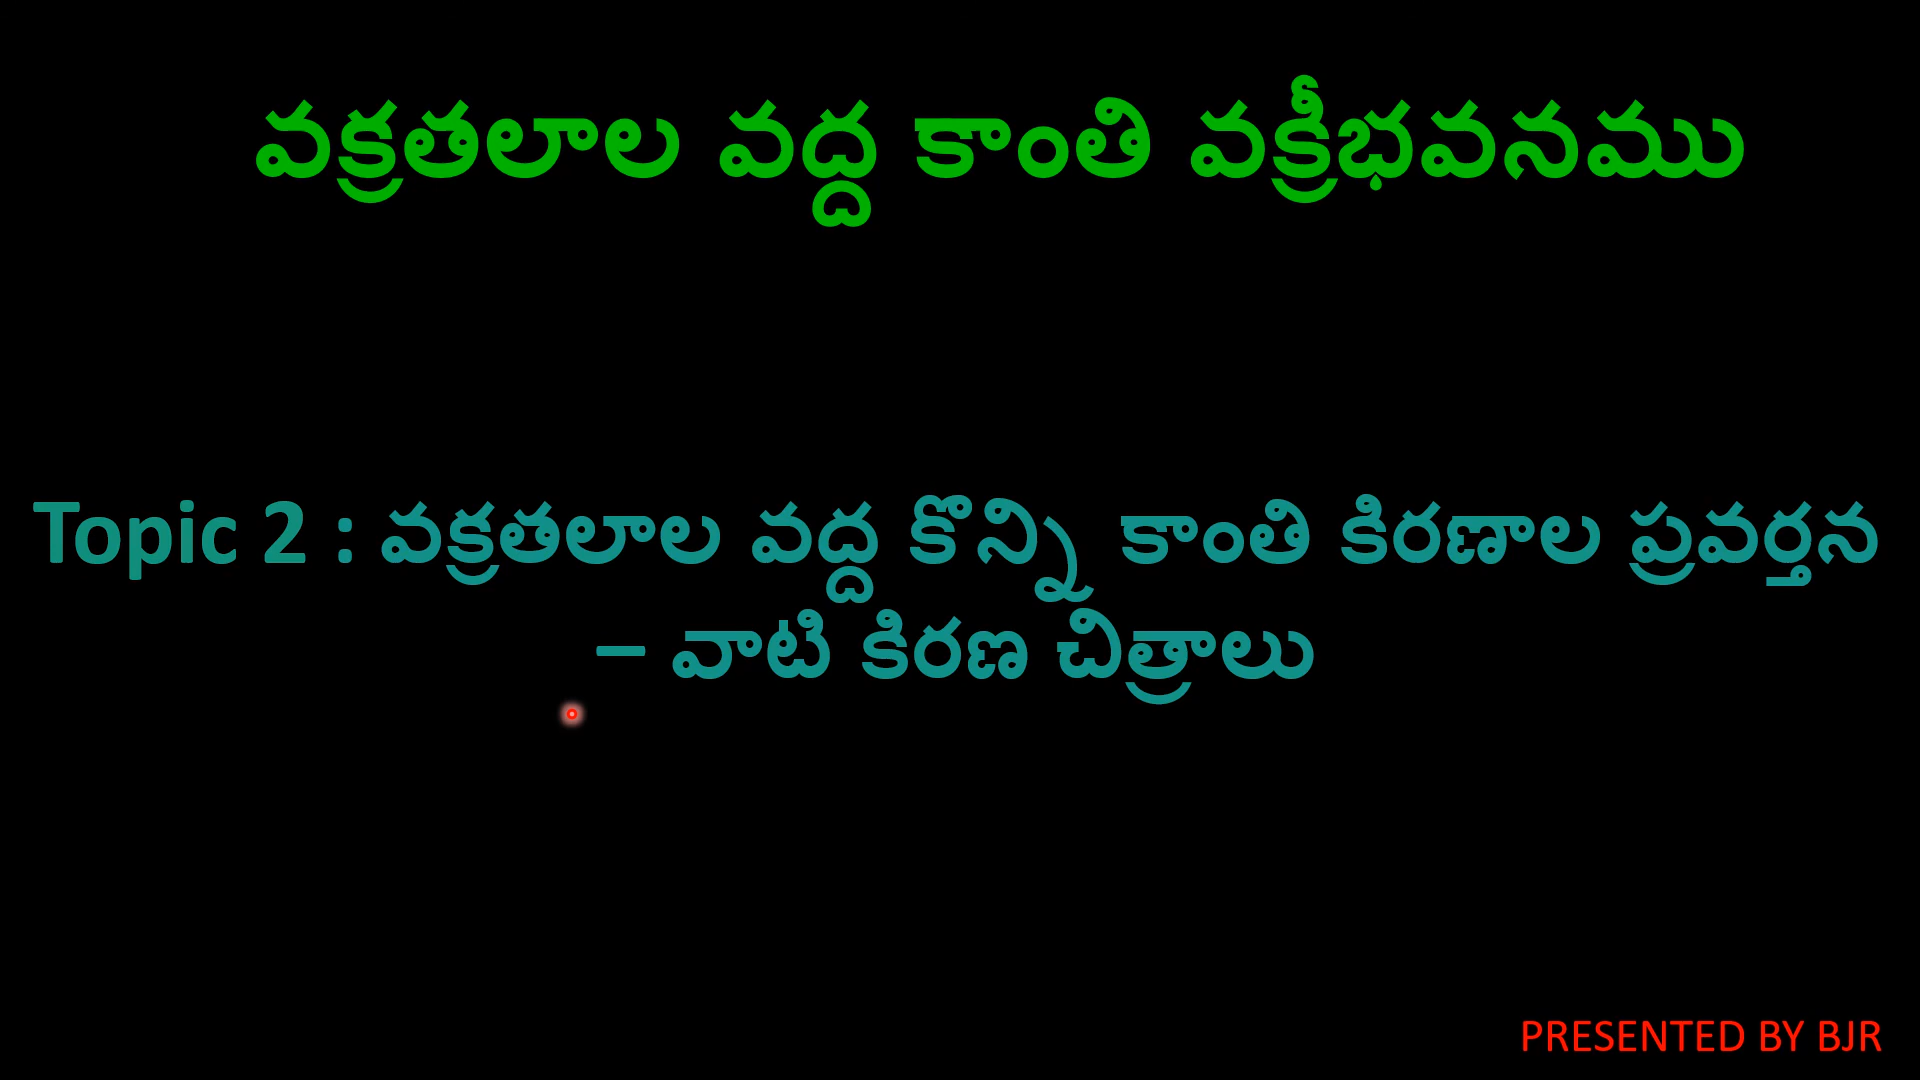 వక్రతలాల వద్ద కాంతి వక్రీభవనము
Topic 2 : వక్రతలాల వద్ద కొన్ని కాంతి కిరణాల ప్రవర్తన
– వాటి కిరణ చిత్రాలు
PRESENTED BY BJR